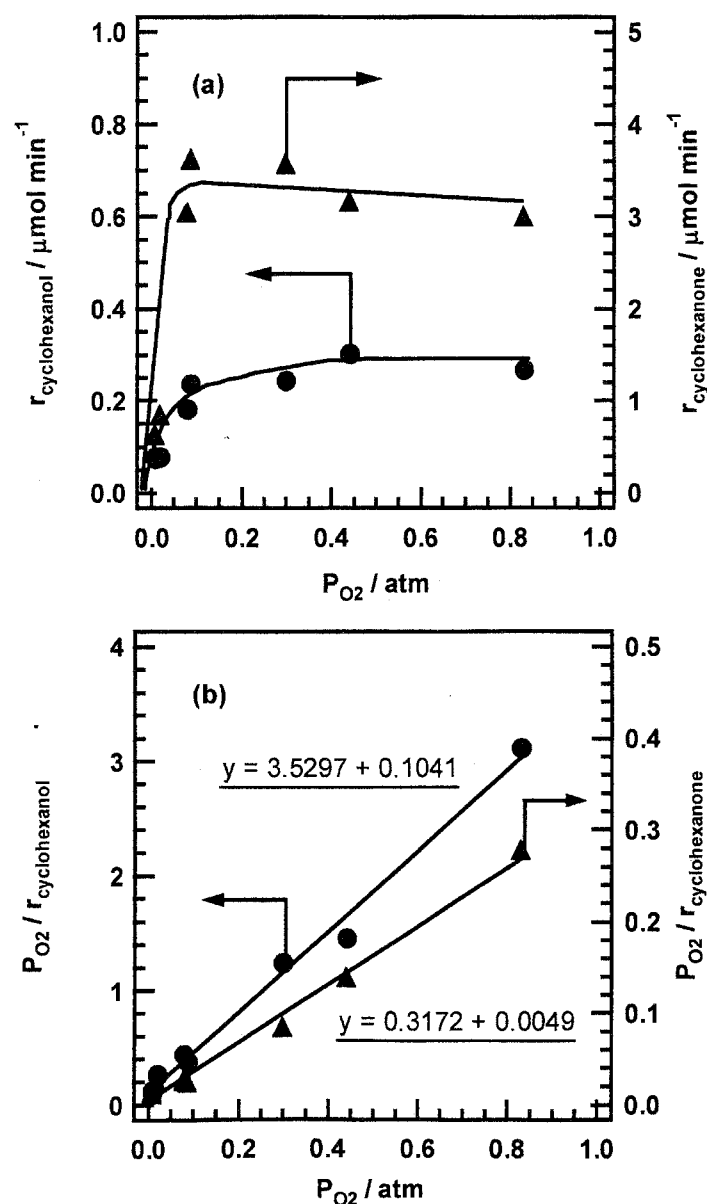 (a)
1.0
0.8
0.6
0.4
0.2
0.0
r_cyclohexanol / μmol min⁻¹
5
4
3
2
1
0
r_cyclohexanone / μmol min⁻¹
0.0 0.2 0.4 0.6 0.8 1.0
P_O2 / atm
(b)
4
3
2
1
0
P_O2 / r_cyclohexanol
y = 3.5297 + 0.1041
y = 0.3172 + 0.0049
0.5
0.4
0.3
0.2
0.1
0.0
P_O2 / r_cyclohexanone
0.0 0.2 0.4 0.6 0.8 1.0
P_O2 / atm